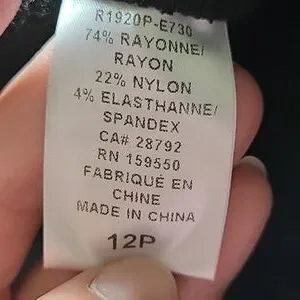 R1920P-E730
74% RAYONNE/
RAYON
22% NYLON
4% ELASTHANNE/
SPANDEX
CA# 28792
RN 159550
FABRIQUÉ EN
CHINE
MADE IN CHINA
12P